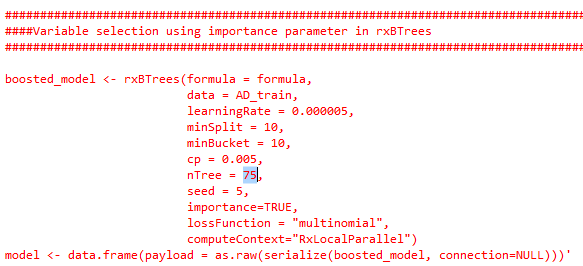 ################################################################################
####Variable selection using importance parameter in rxBTrees
################################################################################
boosted_model <- rxBTrees(formula = formula,
data = AD_train,
learningRate = 0.000005,
minSplit = 10,
minBucket = 10,
cp = 0.005,
nTree = 75,
seed = 5,
importance=TRUE,
lossFunction = "multinomial",
computeContext="RxLocalParallel")
model <- data.frame(payload = as.raw(serialize(boosted_model, connection=NULL)))'